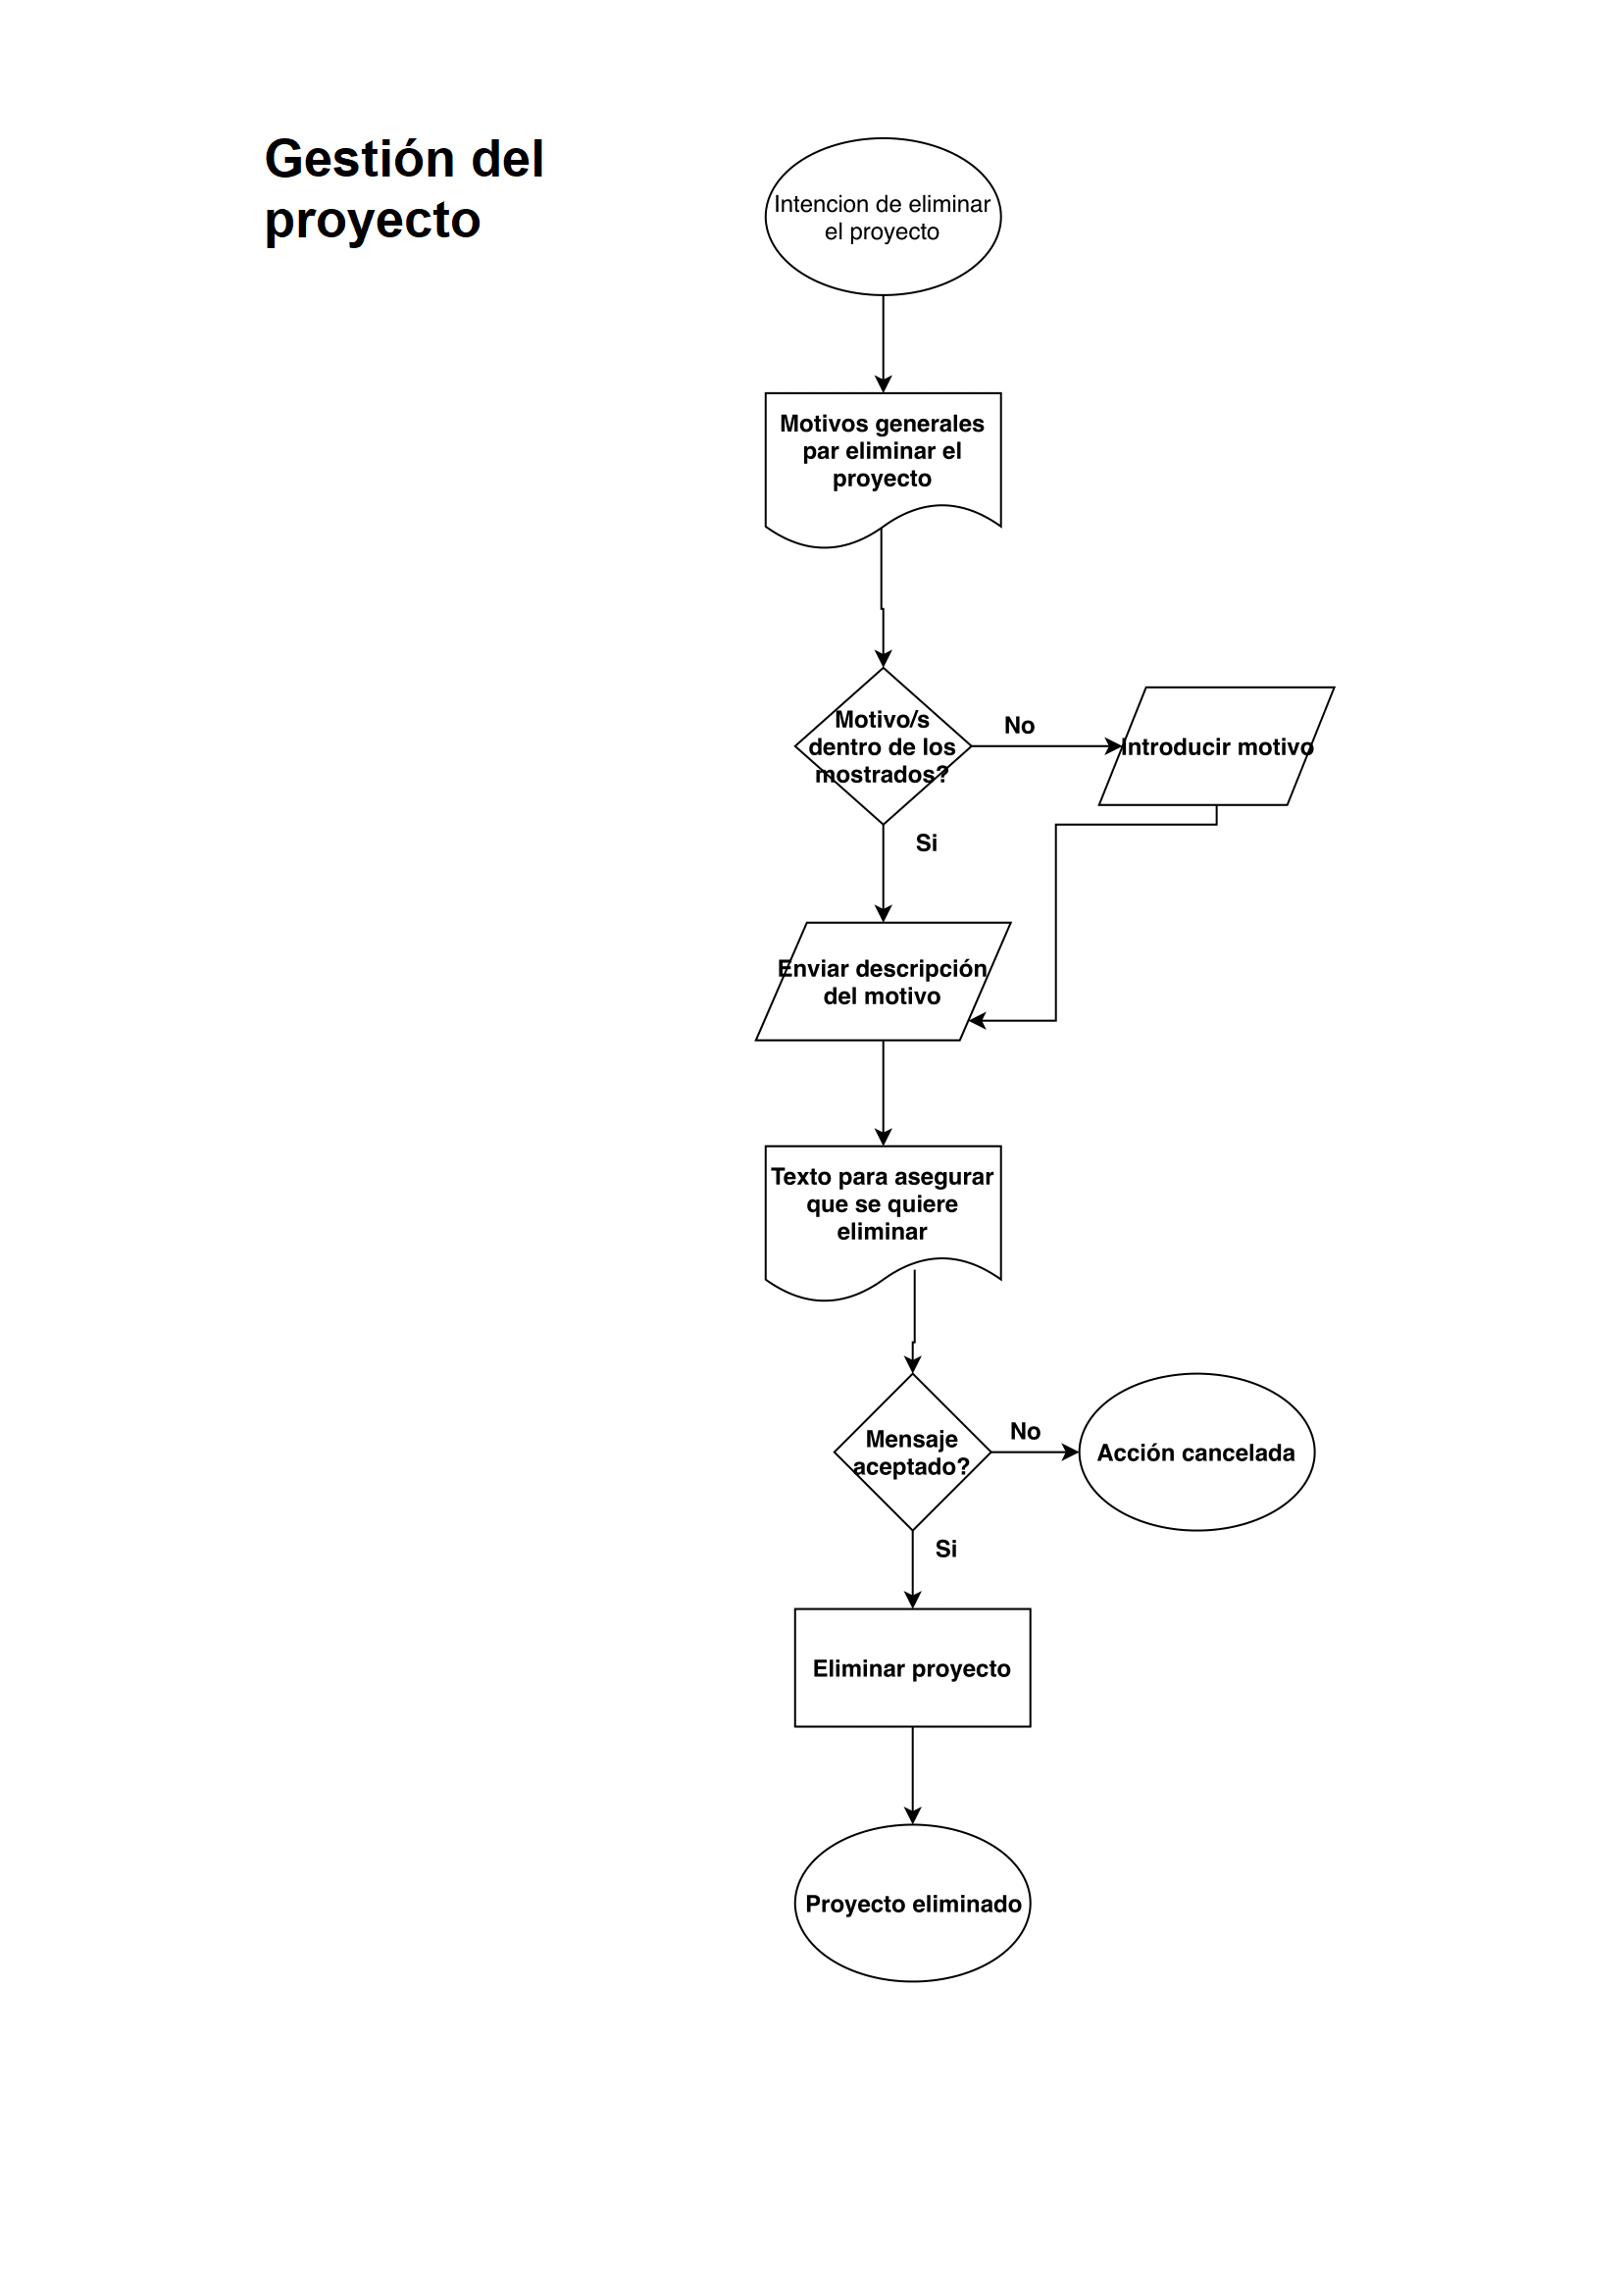 Gestión del
proyecto
Intencion de eliminar
el proyecto
Motivos generales
par eliminar el
proyecto
Motivo/s
dentro de los
mostrados?
No
Introducir motivo
Si
Enviar descripción
del motivo
Texto para asegurar
que se quiere
eliminar
Mensaje
aceptado?
No
Acción cancelada
Si
Eliminar proyecto
Proyecto eliminado